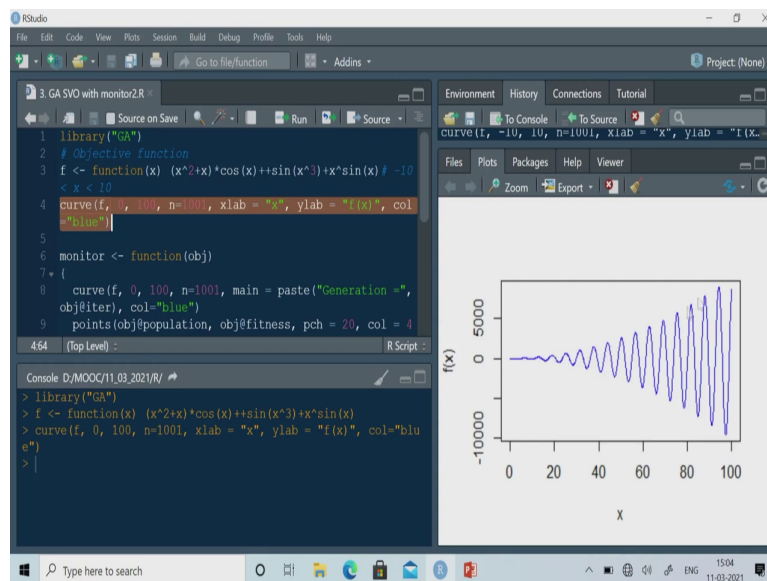 RStudio
File Edit Code View Plots Session Build Debug Profile Tools Help
Go to file/function
Addins
Project: (None)
3. GA SVO with monitor2.R
Source on Save
Run
Source
1 library("GA")
2 # Objective function
3 f <- function(x) (x^2+x)*cos(x)++sin(x^3)+x^sin(x)# -10
< x < 10
4 curve(f, 0, 100, n=1001, xlab = "x", ylab = "f(x)", col
="blue")
5
6 monitor <- function(obj)
7 {
8 curve(f, 0, 100, n=1001, main = paste("Generation =",
obj@iter), col="blue")
9 points(obj@population, obj@fitness, pch = 20, col = 4
4:64 (Top Level) R Script
Console D:/MOOC/11_03_2021/R/
> library("GA")
> f <- function(x) (x^2+x)*cos(x)++sin(x^3)+x^sin(x)
> curve(f, 0, 100, n=1001, xlab = "x", ylab = "f(x)", col="blu
e")
>
Environment History Connections Tutorial
To Console To Source
curve(f, -10, 10, n=1001, xlab = "x", ylab = "f(x…
Files Plots Packages Help Viewer
Zoom Export
f(x)
5000
0
-10000
0 20 40 60 80 100
x
Type here to search
ENG
15:04
11-03-2021